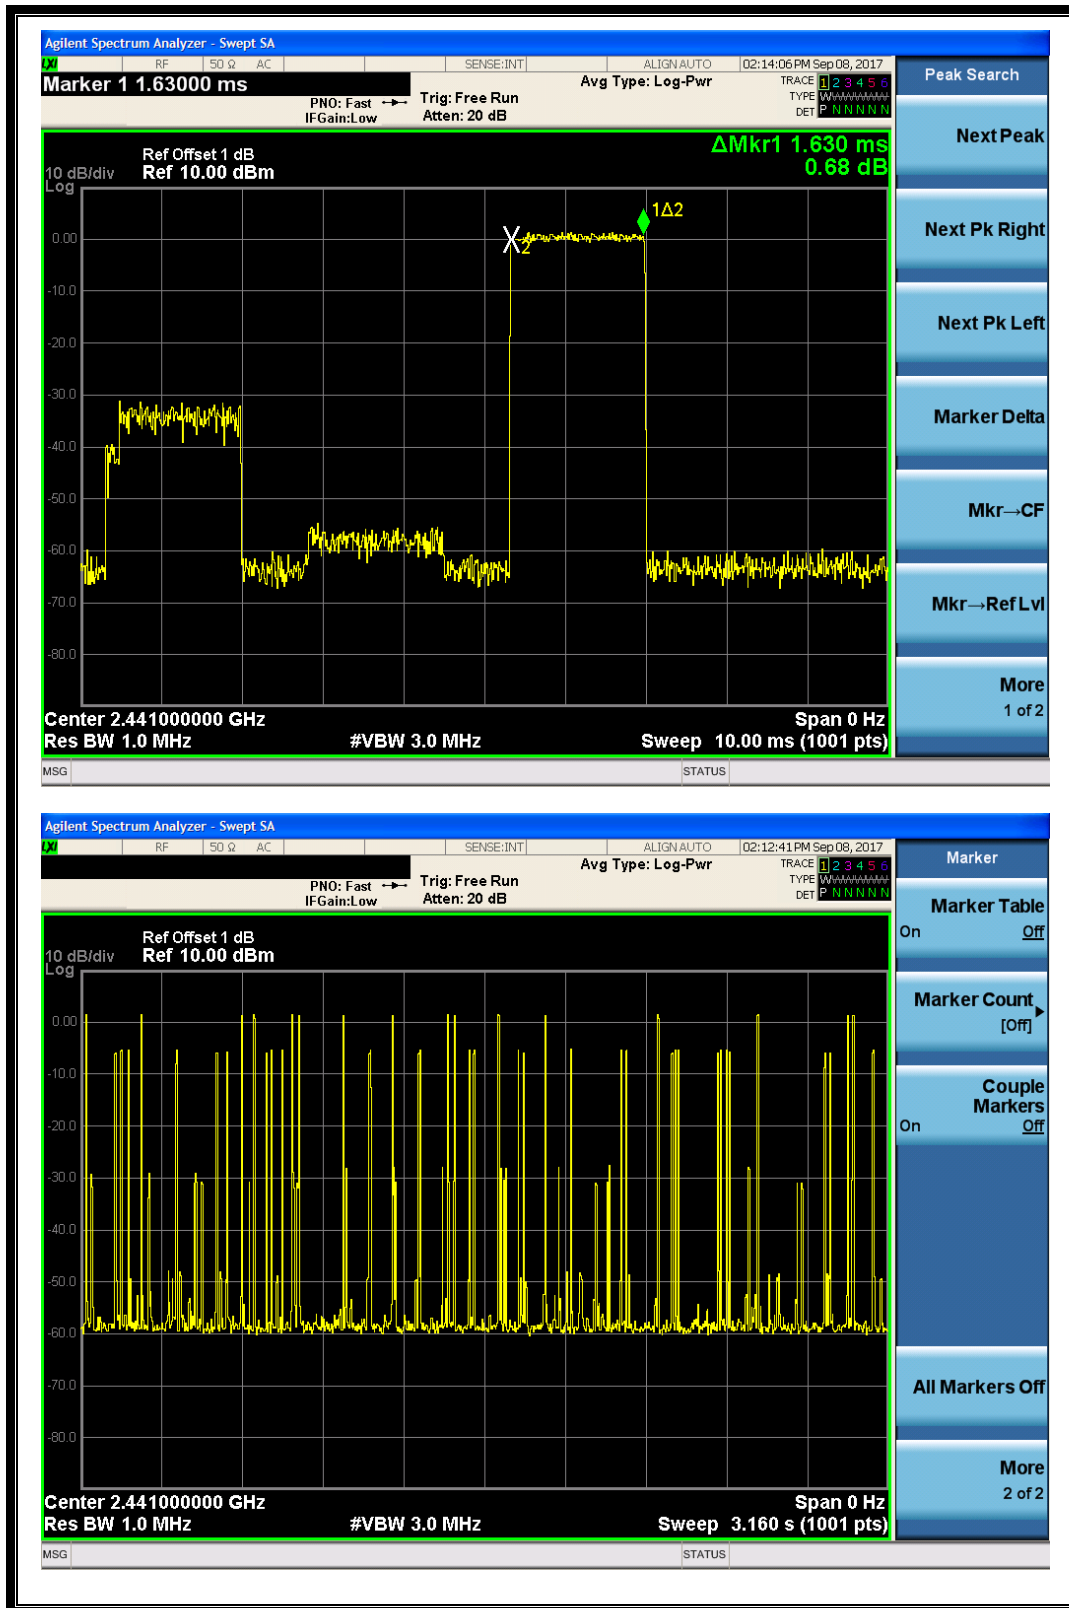 Agilent Spectrum Analyzer - Swept SA
LXI RF 50 Ω AC SENSE:INT ALIGN AUTO 02:14:06 PM Sep 08, 2017
Marker 1 1.63000 ms
PNO: Fast
IFGain:Low
Trig: Free Run
Atten: 20 dB
Avg Type: Log-Pwr
TRACE 1 2 3 4 5 6
TYPE
DET P N N N N N
ΔMkr1 1.630 ms
0.68 dB
Ref Offset 1 dB
10 dB/div Ref 10.00 dBm
Log
1Δ2
2
0.00
-10.0
-20.0
-30.0
-40.0
-50.0
-60.0
-70.0
-80.0
Center 2.441000000 GHz Span 0 Hz
Res BW 1.0 MHz #VBW 3.0 MHz Sweep 10.00 ms (1001 pts)
MSG STATUS
Peak Search
Next Peak
Next Pk Right
Next Pk Left
Marker Delta
Mkr→CF
Mkr→Ref Lvl
More
1 of 2
Agilent Spectrum Analyzer - Swept SA
LXI RF 50 Ω AC SENSE:INT ALIGN AUTO 02:12:41 PM Sep 08, 2017
PNO: Fast
IFGain:Low
Trig: Free Run
Atten: 20 dB
Avg Type: Log-Pwr
TRACE 1 2 3 4 5 6
TYPE
DET P N N N N N
Ref Offset 1 dB
10 dB/div Ref 10.00 dBm
Log
0.00
-10.0
-20.0
-30.0
-40.0
-50.0
-60.0
-70.0
-80.0
Center 2.441000000 GHz Span 0 Hz
Res BW 1.0 MHz #VBW 3.0 MHz Sweep 3.160 s (1001 pts)
MSG STATUS
Marker
Marker Table
On Off
Marker Count
[Off]
Couple
Markers
On Off
All Markers Off
More
2 of 2